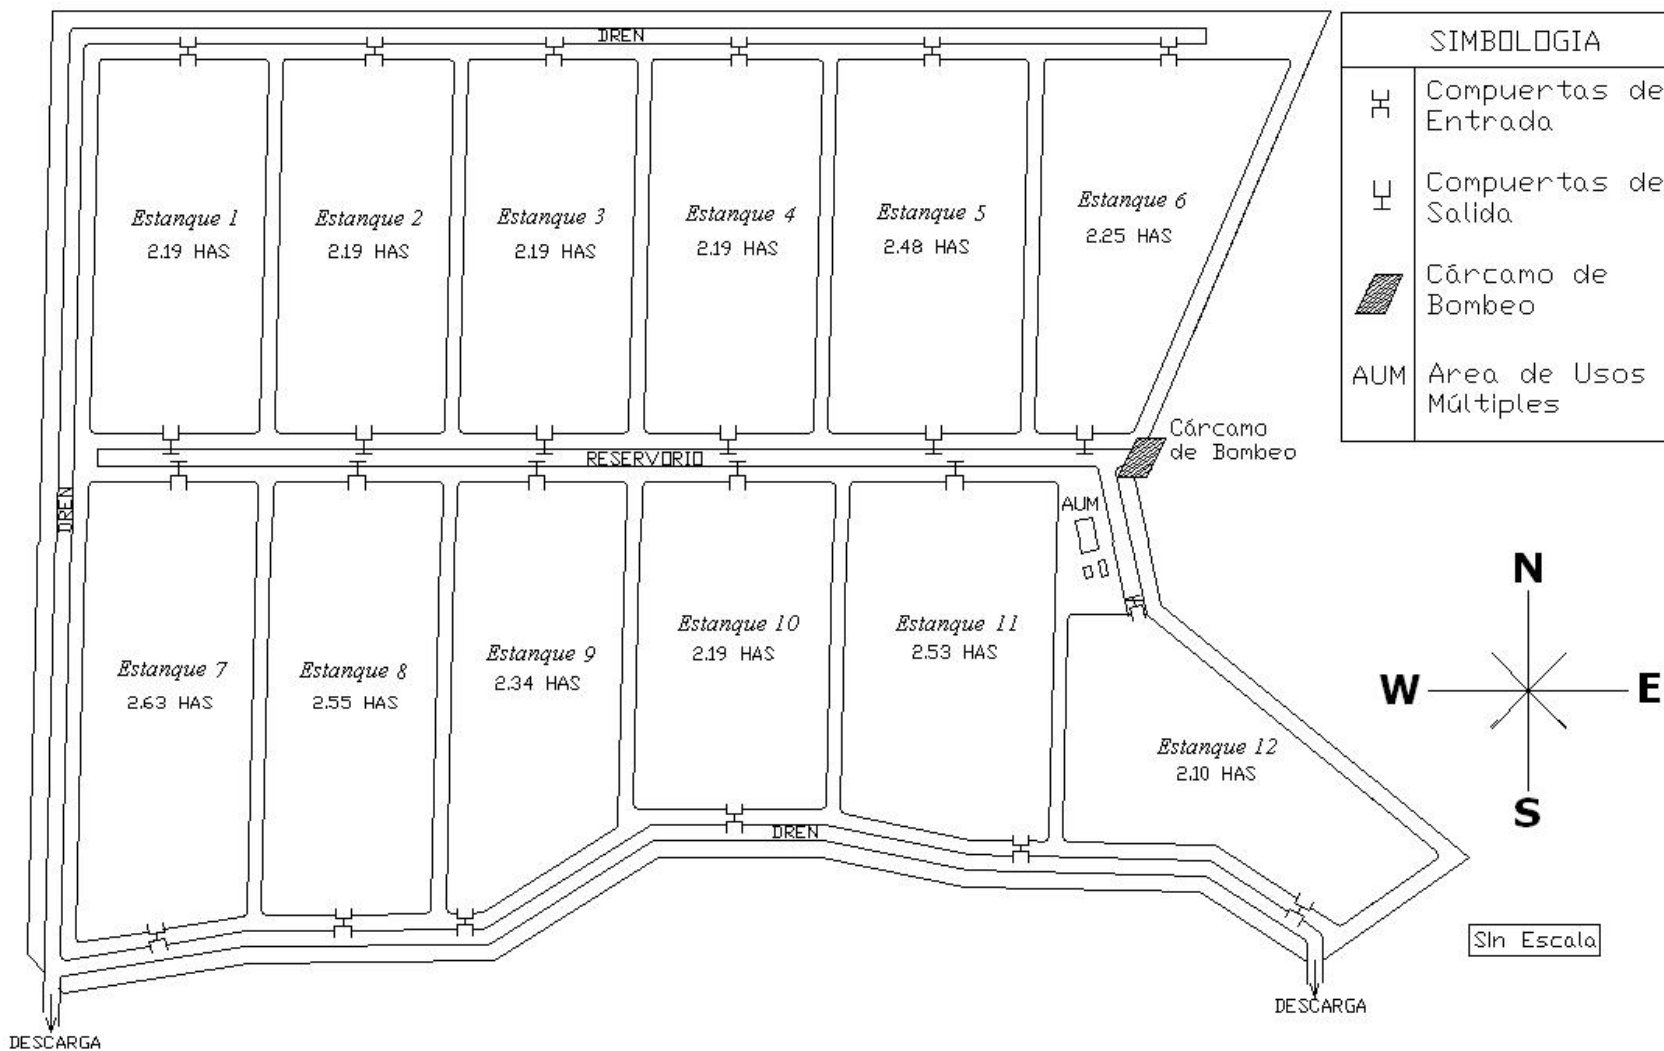 DREN
SIMBOLOGIA
Compuertas de
Entrada
Compuertas de
Salida
Cárcamo de
Bombeo
AUM
Area de Usos
Múltiples
Estanque 1
2.19 HAS
Estanque 2
2.19 HAS
Estanque 3
2.19 HAS
Estanque 4
2.19 HAS
Estanque 5
2.48 HAS
Estanque 6
2.25 HAS
Cárcamo
de Bombeo
RESERVORIO
DREN
AUM
Estanque 7
2.63 HAS
Estanque 8
2.55 HAS
Estanque 9
2.34 HAS
Estanque 10
2.19 HAS
Estanque 11
2.53 HAS
Estanque 12
2.10 HAS
N
W
E
S
DREN
SIn Escala
DESCARGA
DESCARGA